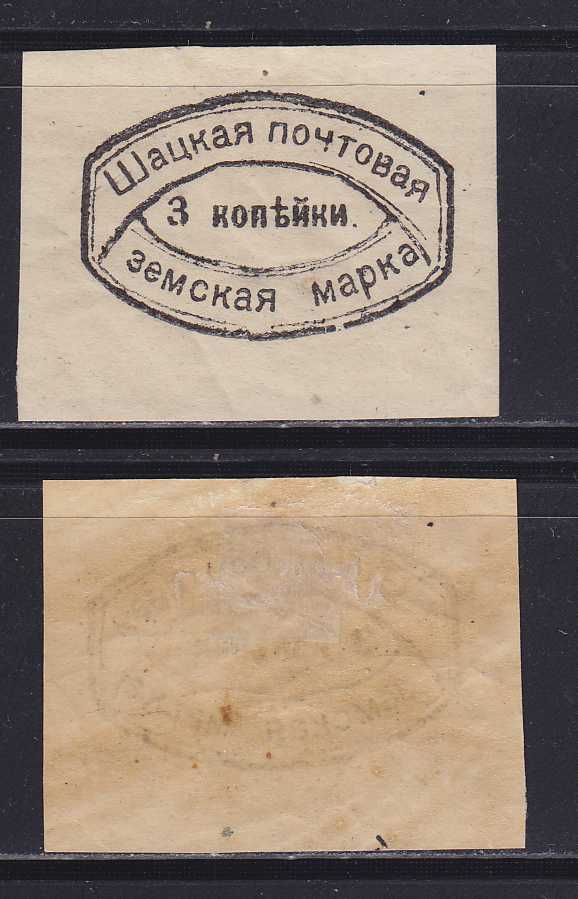 Шацкая почтовая
3 копѣйки.
земская марка